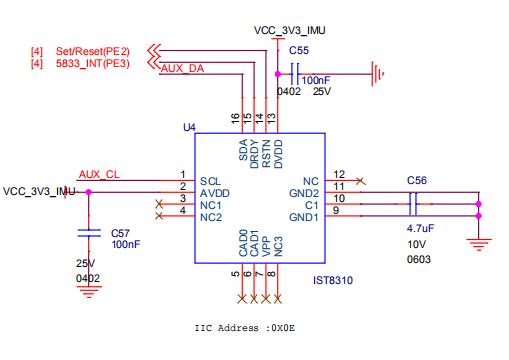 VCC_3V3_IMU
[4] Set/Reset(PE2)
[4] 5833_INT(PE3)
AUX_DA
C55
100nF
0402 25V
16 15 14 13
U4
SDA DRDY RSTN DVDD
AUX_CL
VCC_3V3_IMU
1 SCL
2 AVDD
3 NC1
4 NC2
12 NC
11 GND2
10 C1
9 GND1
C56
4.7uF
10V
0603
C57
100nF
25V
0402
CAD0 CAD1 VPP NC3
5 6 7 8
IST8310
IIC Address :0X0E